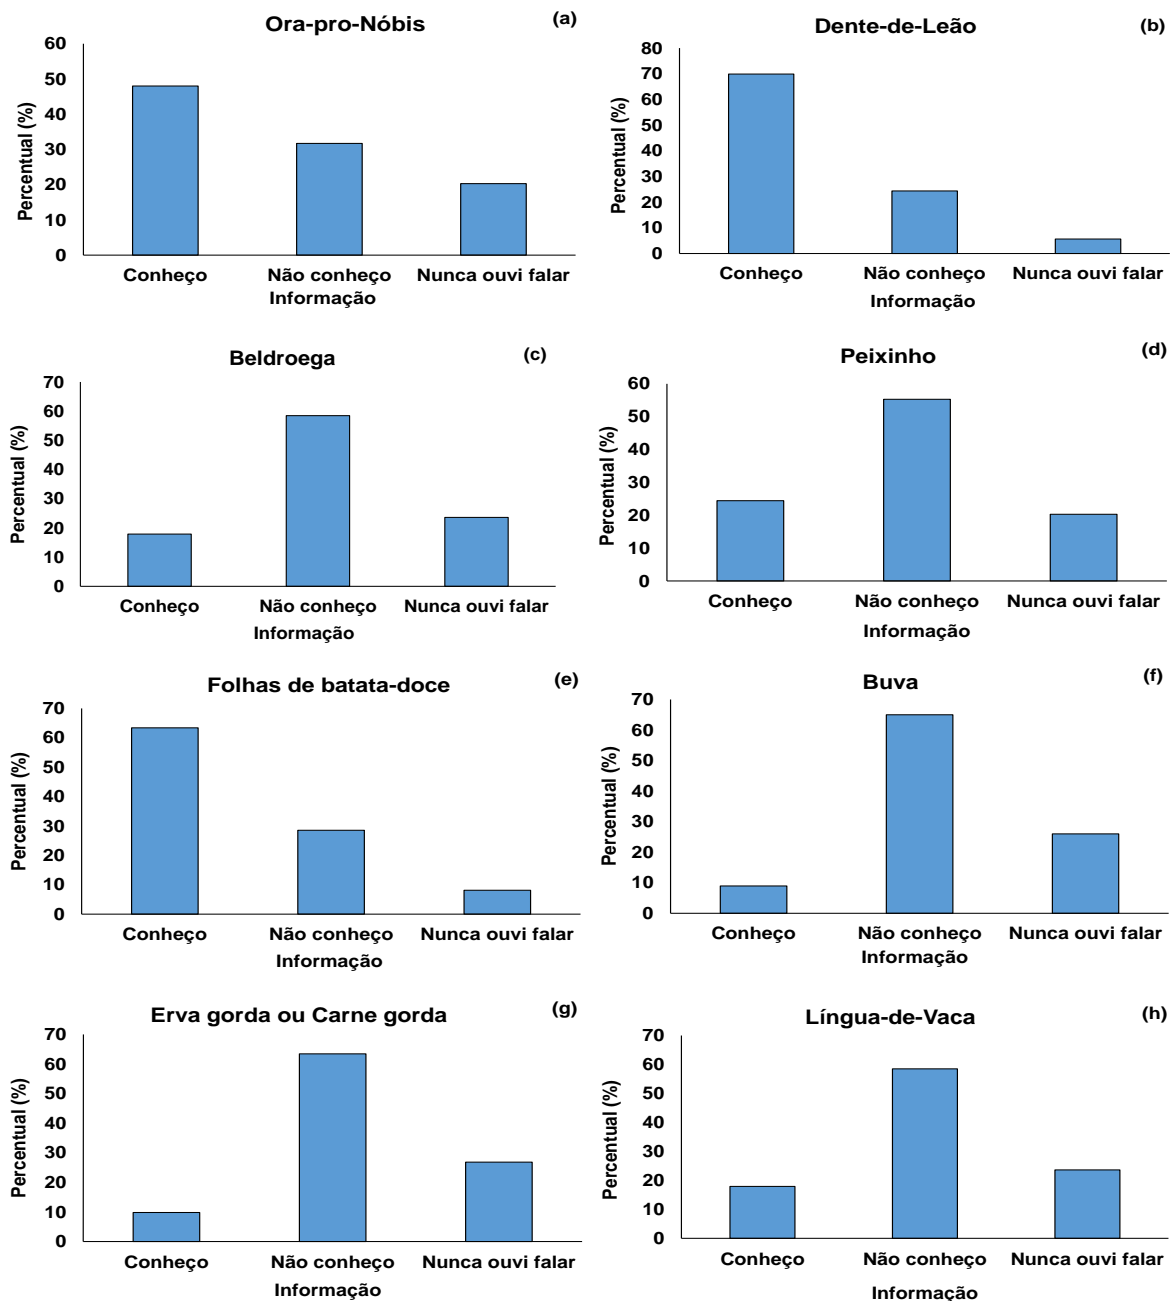 Ora-pro-Nóbis
(a)
Percentual (%)
60
50
40
30
20
10
0
Conheço Não conheço Nunca ouvi falar
Informação
Dente-de-Leão
(b)
Percentual (%)
80
70
60
50
40
30
20
10
0
Conheço Não conheço Nunca ouvi falar
Informação
Beldroega
(c)
Percentual (%)
70
60
50
40
30
20
10
0
Conheço Não conheço Nunca ouvi falar
Informação
Peixinho
(d)
Percentual (%)
60
50
40
30
20
10
0
Conheço Não conheço Nunca ouvi falar
Informação
Folhas de batata-doce
(e)
Percentual (%)
70
60
50
40
30
20
10
0
Conheço Não conheço Nunca ouvi falar
Informação
Buva
(f)
Percentual (%)
70
60
50
40
30
20
10
0
Conheço Não conheço Nunca ouvi falar
Informação
Erva gorda ou Carne gorda
(g)
Percentual (%)
70
60
50
40
30
20
10
0
Conheço Não conheço Nunca ouvi falar
Informação
Língua-de-Vaca
(h)
Percentual (%)
70
60
50
40
30
20
10
0
Conheço Não conheço Nunca ouvi falar
Informação